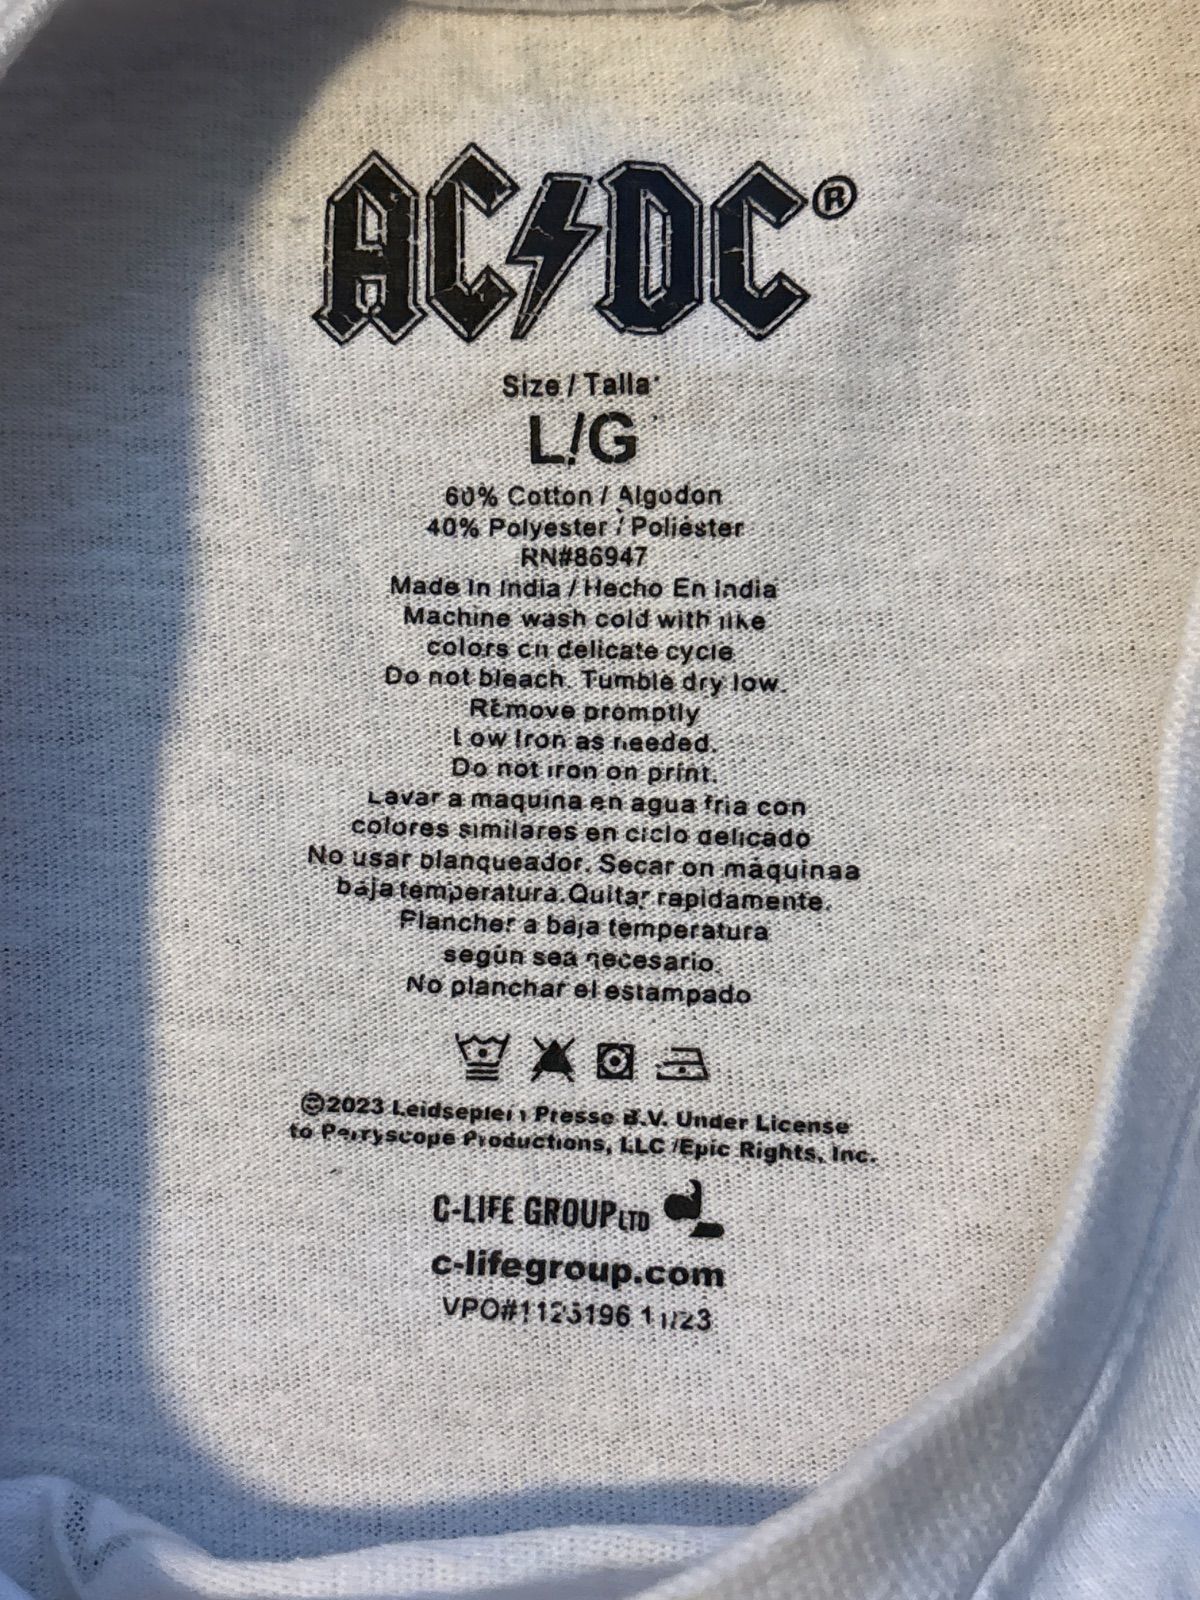 AC/DC®
Size / Talla
L/G
60% Cotton / Algodon
40% Polyester / Poliéster
RN#86947
Made In India / Hecho En India
Machine wash cold with like
colors on delicate cycle
Do not bleach. Tumble dry low.
Remove promptly
Low Iron as needed.
Do not iron on print.
Lavar a maquina en agua fria con
colores similares en ciclo delicado
No usar blanqueador. Secar on máquinaa
baja temperatura. Quitar rapidamente.
Plancher a baja temperatura
según sea necesario.
No planchar el estampado
©2023 Leidseplein Presse B.V. Under License
to Perryscope Productions, LLC /Epic Rights, Inc.
C-LIFE GROUP LTD
c-lifegroup.com
VPO#1125196 11/23